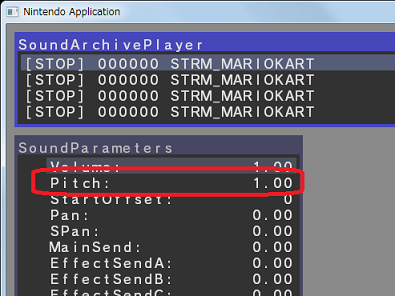 Nintendo Application
SoundArchivePlayer
[STOP] 000000 STRM_MARIOKART
[STOP] 000000 STRM_MARIOKART
[STOP] 000000 STRM_MARIOKART
[STOP] 000000 STRM_MARIOKART
SoundParameters
Volume: 1.00
Pitch: 1.00
StartOffset: 0
Pan: 0.00
SPan: 0.00
MainSend: 0.00
EffectSendA: 0.00
EffectSendB: 0.00
EffectSendC: 0.00